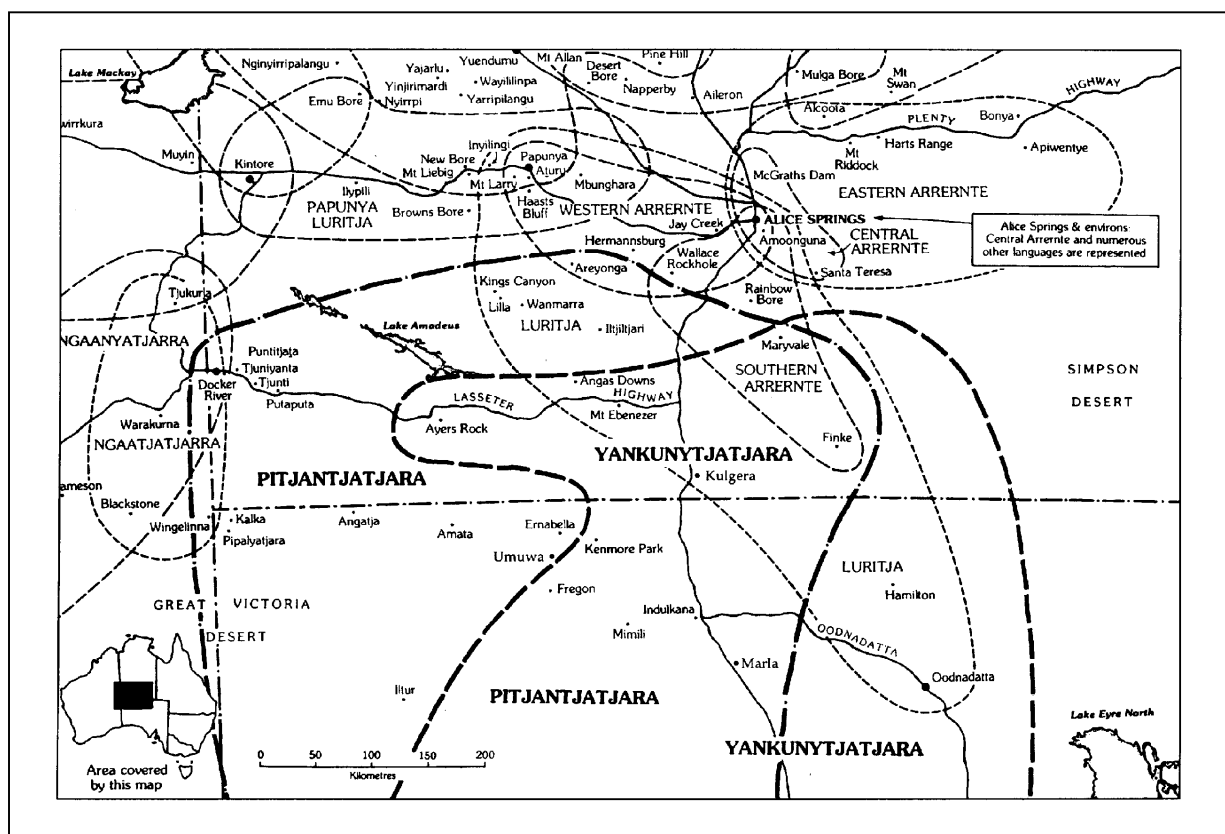 Lake Mackay
Nginyirripalangu
Yajarlu
Yuendumu
Yinjirimardi
Wayililinpa
Emu Bore
Nyirrpi
Yarripilangu
Mt Allan
Desert
Bore
Pine Hill
Napperby
Aileron
Mulga Bore
Mt
Swan
Alcoota
HIGHWAY
PLENTY
Bonya
Harts Range
Mt
Riddock
Apiwentye
wirrkura
Muyin
Kintore
New Bore
Inyilingi
Mt Liebig
Papunya
Aturu
Mt Larry
Haasts
Bluff
Mbunghara
McGraths Dam
EASTERN ARRERNTE
Ilypili
PAPUNYA
LURITJA
Browns Bore
WESTERN ARRERNTE
Jay Creek
ALICE SPRINGS
Amoonguna
CENTRAL
ARRERNTE
Alice Springs & environs:
Central Arrernte and numerous
other languages are represented
Hermannsburg
Wallace
Rockhole
Areyonga
Santa Teresa
Kings Canyon
Lilla
Wanmarra
Rainbow
Bore
Tjukurla
Lake Amadeus
LURITJA
Iltjiltjari
Maryvale
NGAANYATJARRA
Puntitjata
Tjuniyanta
Tjunti
Docker
River
Putaputa
Angas Downs
LASSETER
HIGHWAY
Mt Ebenezer
SOUTHERN
ARRERNTE
SIMPSON
DESERT
Warakurna
NGAATJATJARRA
Ayers Rock
Finke
PITJANTJATJARA
YANKUNYTJATJARA
Kulgera
ameson
Blackstone
Wingelinna
Kalka
Pipalyatjara
Angatja
Amata
Ernabella
Kenmore Park
Umuwa
Fregon
LURITJA
Hamilton
GREAT VICTORIA
DESERT
Indulkana
Mimili
OODNADATTA
Marla
Oodnadatta
Iltur
PITJANTJATJARA
YANKUNYTJATJARA
Lake Eyre North
0 50 100 150 200
Kilometres
Area covered
by this map